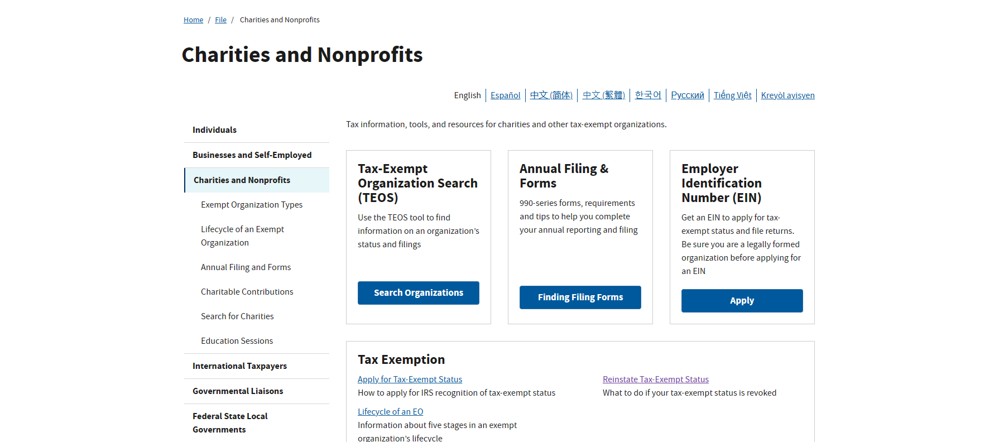 Home / File / Charities and Nonprofits
Charities and Nonprofits
English | Español | 中文 (简体) | 中文 (繁體) | 한국어 | Русский | Tiếng Việt | Kreyòl ayisyen
Individuals
Businesses and Self-Employed
Charities and Nonprofits
Exempt Organization Types
Lifecycle of an Exempt
Organization
Annual Filing and Forms
Charitable Contributions
Search for Charities
Education Sessions
International Taxpayers
Governmental Liaisons
Federal State Local
Governments
Tax information, tools, and resources for charities and other tax-exempt organizations.
Tax-Exempt
Organization Search
(TEOS)
Use the TEOS tool to find
information on an organization’s
status and filings
Search Organizations
Annual Filing &
Forms
990-series forms, requirements
and tips to help you complete
your annual reporting and filing
Finding Filing Forms
Employer
Identification
Number (EIN)
Get an EIN to apply for tax-
exempt status and file returns.
Be sure you are a legally formed
organization before applying for
an EIN
Apply
Tax Exemption
Apply for Tax-Exempt Status
How to apply for IRS recognition of tax-exempt status
Lifecycle of an EO
Information about five stages in an exempt
organization’s lifecycle
Reinstate Tax-Exempt Status
What to do if your tax-exempt status is revoked